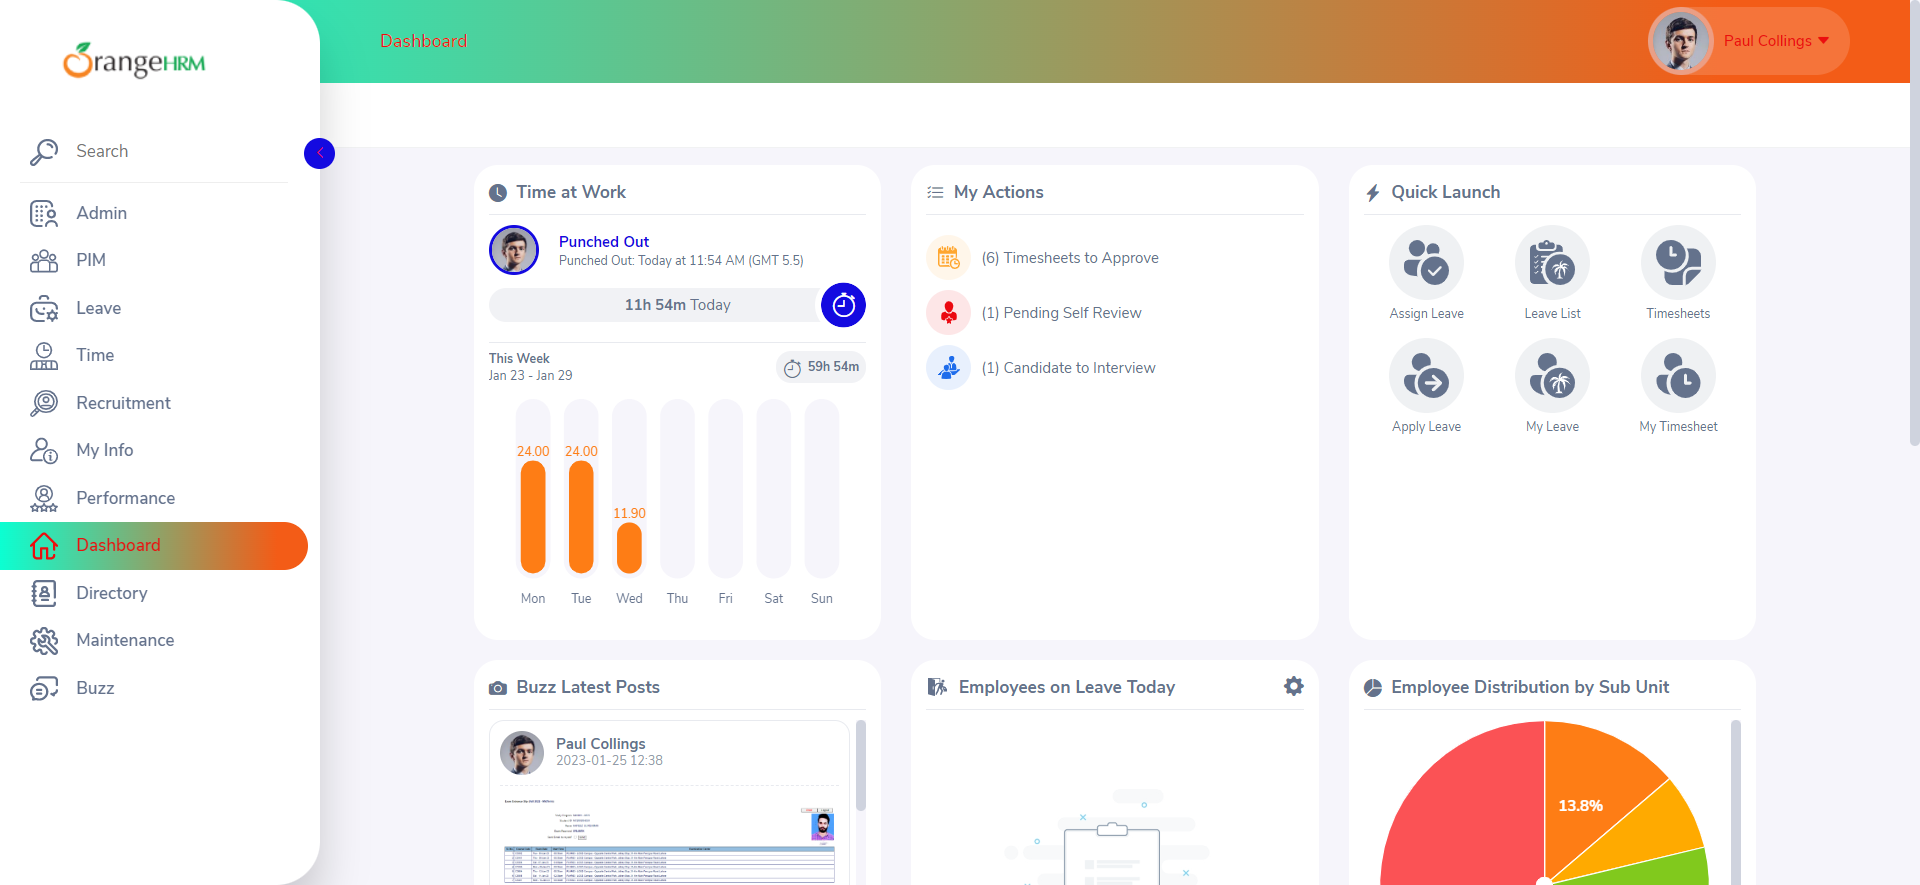 OrangeHRM
Dashboard
Paul Collings
Search
Admin
PIM
Leave
Time
Recruitment
My Info
Performance
Dashboard
Directory
Maintenance
Buzz
Time at Work
Punched Out
Punched Out: Today at 11:54 AM (GMT 5.5)
11h 54m Today
This Week
Jan 23 - Jan 29
59h 54m
24.00
24.00
11.90
Mon
Tue
Wed
Thu
Fri
Sat
Sun
My Actions
(6) Timesheets to Approve
(1) Pending Self Review
(1) Candidate to Interview
Quick Launch
Assign Leave
Leave List
Timesheets
Apply Leave
My Leave
My Timesheet
Buzz Latest Posts
Paul Collings
2023-01-25 12:38
Employees on Leave Today
Employee Distribution by Sub Unit
13.8%